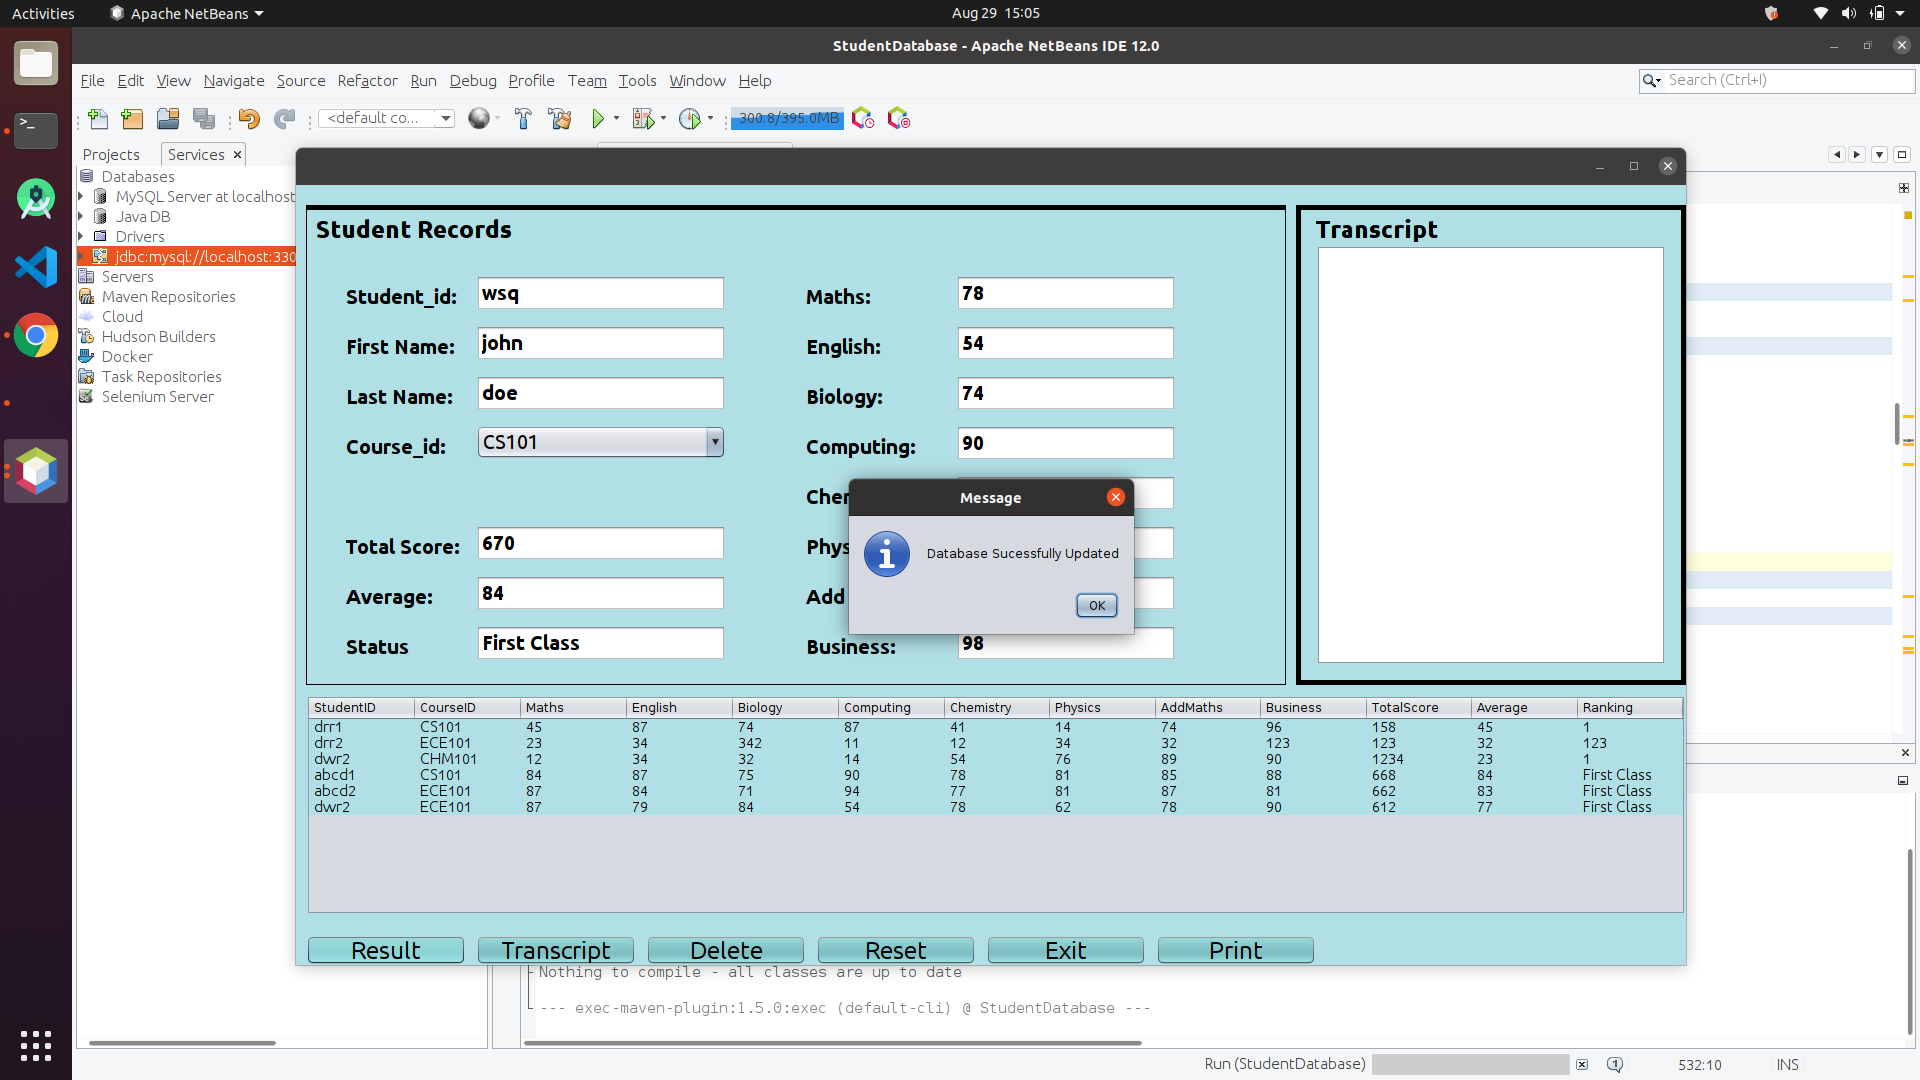 Activities Apache NetBeans Aug 29 15:05
StudentDatabase - Apache NetBeans IDE 12.0
File Edit View Navigate Source Refactor Run Debug Profile Team Tools Window Help Search (Ctrl+I)
<default co... 300.8/395.0MB
Projects Services
Databases
MySQL Server at localhost
Java DB
Drivers
jdbc:mysql://localhost:330
Servers
Maven Repositories
Cloud
Hudson Builders
Docker
Task Repositories
Selenium Server
Student Records
Student_id: wsq
First Name: john
Last Name: doe
Course_id: CS101
Total Score: 670
Average: 84
Status First Class
Maths: 78
English: 54
Biology: 74
Computing: 90
Add
Business: 98
Message
Database Sucessfully Updated
OK
Transcript
StudentID CourseID Maths English Biology Computing Chemistry Physics AddMaths Business TotalScore Average Ranking
drr1 CS101 45 87 74 87 41 14 74 96 158 45 1
drr2 ECE101 23 34 342 11 12 34 32 123 123 32 123
dwr2 CHM101 12 34 32 14 54 76 89 90 1234 23 1
abcd1 CS101 84 87 75 90 78 81 85 88 668 84 First Class
abcd2 ECE101 87 84 71 94 77 81 87 81 662 83 First Class
dwr2 ECE101 87 79 84 54 78 62 78 90 612 77 First Class
Result Transcript Delete Reset Exit Print
Nothing to compile - all classes are up to date
--- exec-maven-plugin:1.5.0:exec (default-cli) @ StudentDatabase ---
Run (StudentDatabase) 532:10 INS